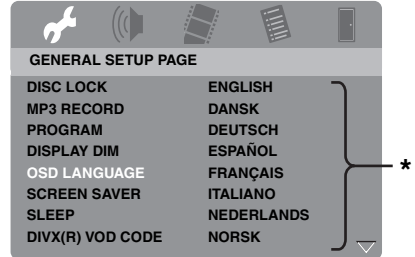 GENERAL SETUP PAGE
DISC LOCK ENGLISH
MP3 RECORD DANSK
PROGRAM DEUTSCH
DISPLAY DIM ESPAÑOL
OSD LANGUAGE FRANÇAIS *
SCREEN SAVER ITALIANO
SLEEP NEDERLANDS
DIVX(R) VOD CODE NORSK